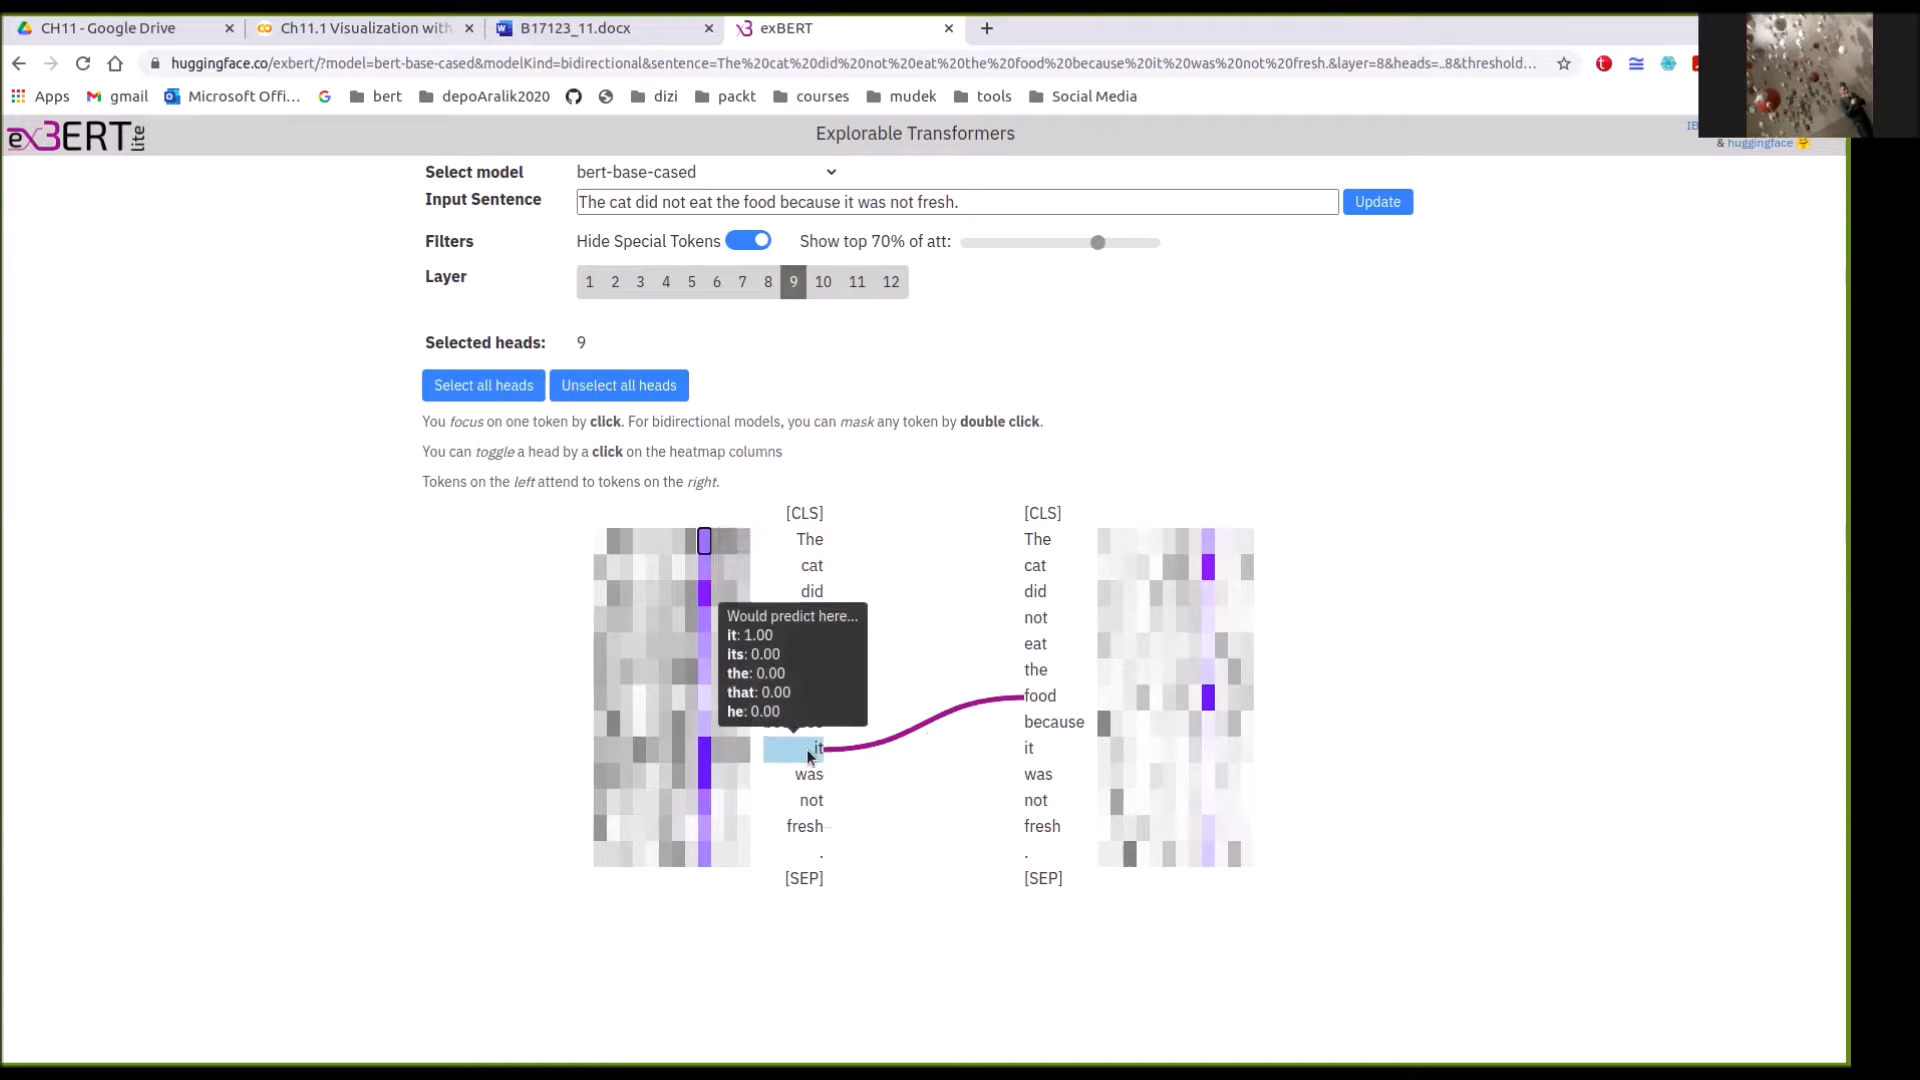 CH11 - Google Drive
Ch11.1 Visualization with
B17123_11.docx
exBERT
huggingface.co/exbert/?model=bert-base-cased&modelKind=bidirectional&sentence=The%20cat%20did%20not%20eat%20the%20food%20because%20it%20was%20not%20fresh.&layer=8&heads=..8&threshold...
Apps
gmail
Microsoft Offi...
bert
depoAralik2020
dizi
packt
courses
mudek
tools
Social Media
exBERT lite
Explorable Transformers
IB
& huggingface
Select model bert-base-cased
Input Sentence The cat did not eat the food because it was not fresh. Update
Filters Hide Special Tokens Show top 70% of att:
Layer 1 2 3 4 5 6 7 8 9 10 11 12
Selected heads: 9
Select all heads Unselect all heads
You focus on one token by click. For bidirectional models, you can mask any token by double click.
You can toggle a head by a click on the heatmap columns
Tokens on the left attend to tokens on the right.
[CLS]
The
cat
did
Would predict here...
it: 1.00
its: 0.00
the: 0.00
that: 0.00
he: 0.00
it
was
not
fresh
.
[SEP]
[CLS]
The
cat
did
not
eat
the
food
because
it
was
not
fresh
.
[SEP]